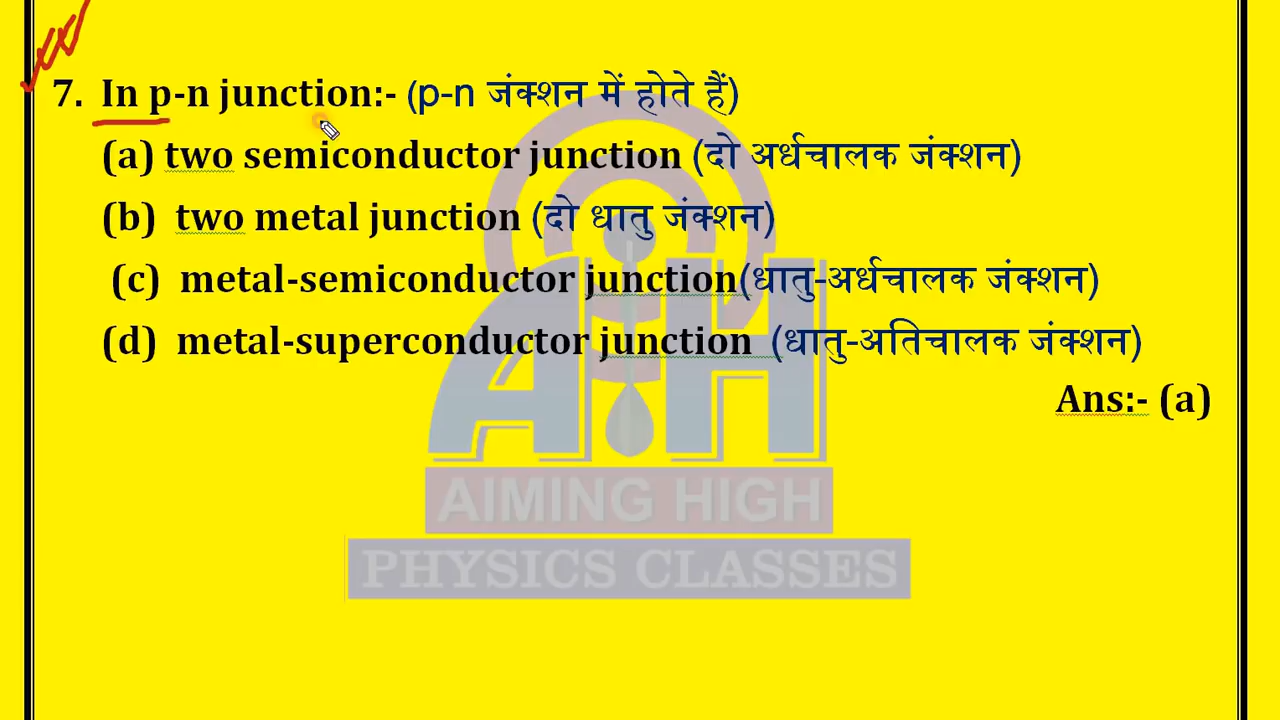 7. In p-n junction:- (p-n जंक्शन में होते हैं)
(a) two semiconductor junction (दो अर्धचालक जंक्शन)
(b) two metal junction (दो धातु जंक्शन)
(c) metal-semiconductor junction(धातु-अर्धचालक जंक्शन)
(d) metal-superconductor junction (धातु-अतिचालक जंक्शन)
Ans:- (a)
AH
AIMING HIGH
PHYSICS CLASSES